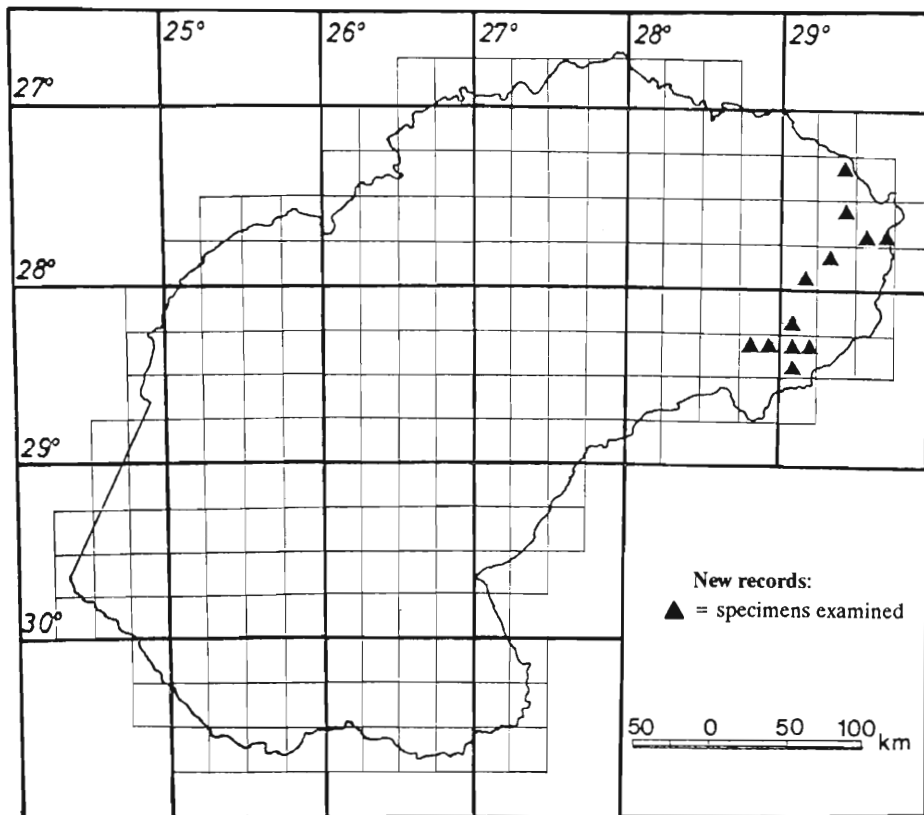 25° 26° 27° 28° 29°
27°
28°
29°
30°
New records:
▲ = specimens examined
50 0 50 100 km